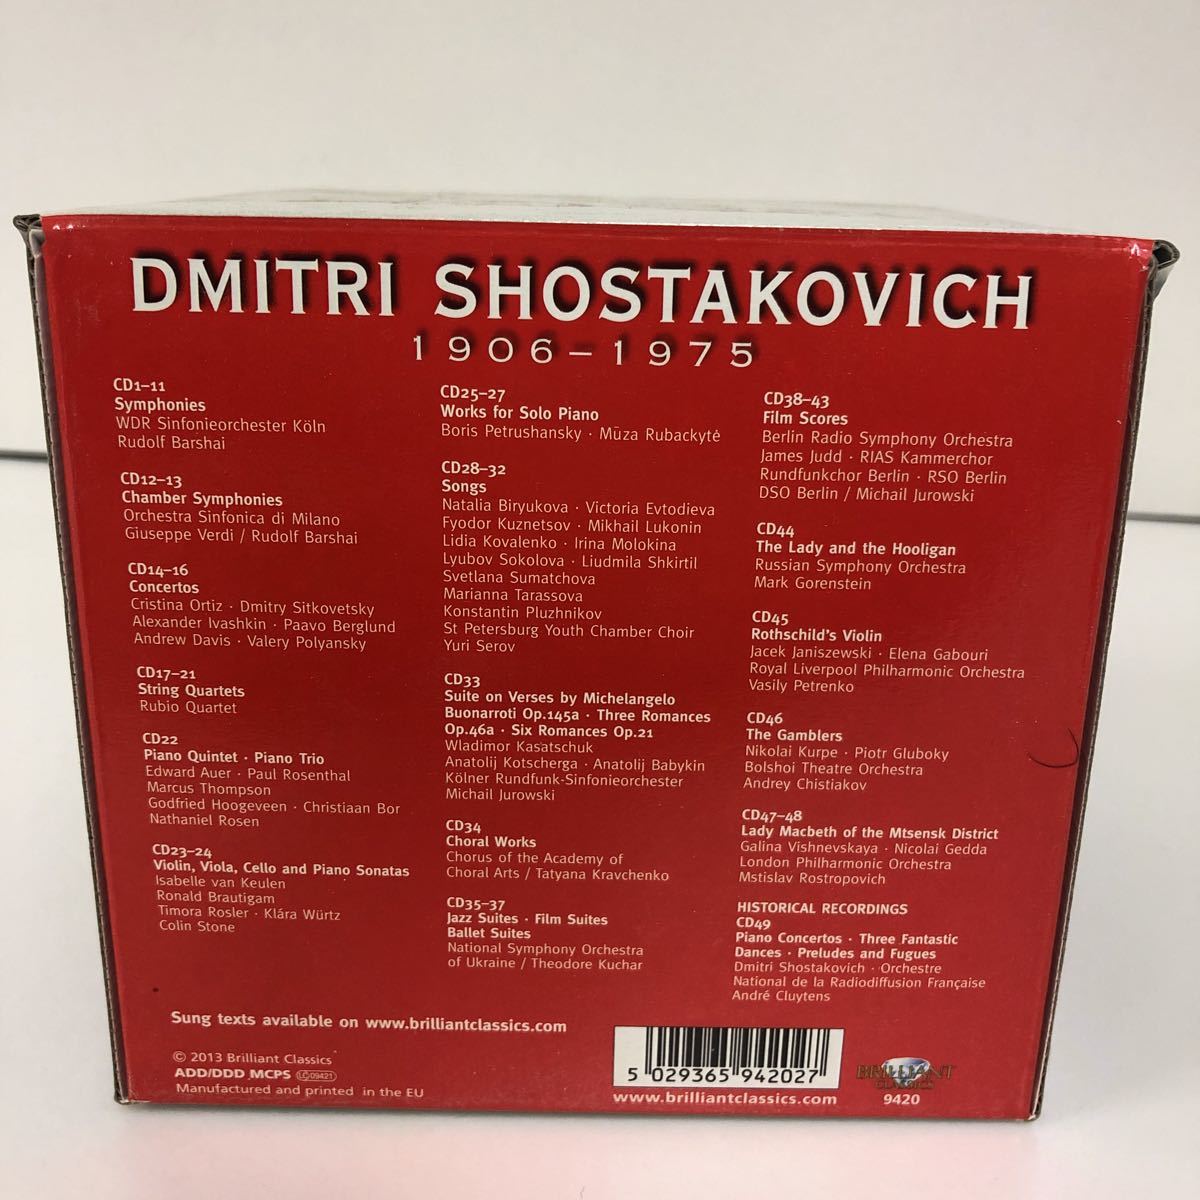 DMITRI SHOSTAKOVICH
1906–1975
CD1–11
Symphonies
WDR Sinfonieorchester Köln
Rudolf Barshai
CD12–13
Chamber Symphonies
Orchestra Sinfonica di Milano
Giuseppe Verdi / Rudolf Barshai
CD14–16
Concertos
Cristina Ortiz · Dmitry Sitkovetsky
Alexander Ivashkin · Paavo Berglund
Andrew Davis · Valery Polyansky
CD17–21
String Quartets
Rubio Quartet
CD22
Piano Quintet · Piano Trio
Edward Auer · Paul Rosenthal
Marcus Thompson
Godfried Hoogeveen · Christiaan Bor
Nathaniel Rosen
CD23–24
Violin, Viola, Cello and Piano Sonatas
Isabelle van Keulen
Ronald Brautigam
Timora Rosler · Klára Würtz
Colin Stone
CD25–27
Works for Solo Piano
Boris Petrushansky · Mūza Rubackytė
CD28–32
Songs
Natalia Biryukova · Victoria Evtodieva
Fyodor Kuznetsov · Mikhail Lukonin
Lidia Kovalenko · Irina Molokina
Lyubov Sokolova · Liudmila Shkirtil
Svetlana Sumatchova
Marianna Tarassova
Konstantin Pluzhnikov
St Petersburg Youth Chamber Choir
Yuri Serov
CD33
Suite on Verses by Michelangelo
Buonarroti Op.145a · Three Romances
Op.46a · Six Romances Op.21
Wladimor Kasatschuk
Anatolij Kotscherga · Anatolij Babykin
Kölner Rundfunk-Sinfonieorchester
Michail Jurowski
CD34
Choral Works
Chorus of the Academy of
Choral Arts / Tatyana Kravchenko
CD35–37
Jazz Suites · Film Suites
Ballet Suites
National Symphony Orchestra
of Ukraine / Theodore Kuchar
CD38–43
Film Scores
Berlin Radio Symphony Orchestra
James Judd · RIAS Kammerchor
Rundfunkchor Berlin · RSO Berlin
DSO Berlin / Michail Jurowski
CD44
The Lady and the Hooligan
Russian Symphony Orchestra
Mark Gorenstein
CD45
Rothschild's Violin
Jacek Janiszewski · Elena Gabouri
Royal Liverpool Philharmonic Orchestra
Vasily Petrenko
CD46
The Gamblers
Nikolai Kurpe · Piotr Gluboky
Bolshoi Theatre Orchestra
Andrey Chistiakov
CD47–48
Lady Macbeth of the Mtsensk District
Galina Vishnevskaya · Nicolai Gedda
London Philharmonic Orchestra
Mstislav Rostropovich
HISTORICAL RECORDINGS
CD49
Piano Concertos · Three Fantastic
Dances · Preludes and Fugues
Dmitri Shostakovich · Orchestre
National de la Radiodiffusion Française
André Cluytens
Sung texts available on www.brilliantclassics.com
© 2013 Brilliant Classics
ADD/DDD MCPS LC 09421
Manufactured and printed in the EU
5 029365 942027
www.brilliantclassics.com
BRILLIANT
CLASSICS
9420